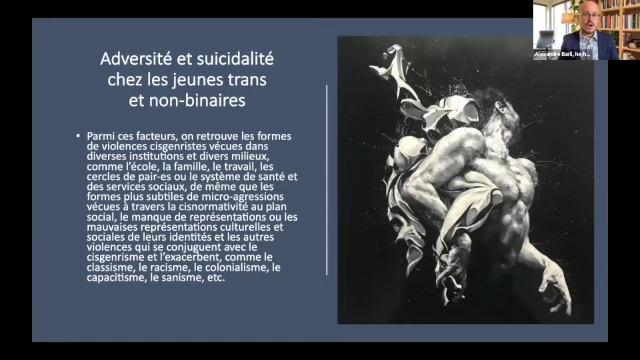 Adversité et suicidalité
chez les jeunes trans
et non-binaires
• Parmi ces facteurs, on retrouve les formes
de violences cisgenristes vécues dans
diverses institutions et divers milieux,
comme l'école, la famille, le travail, les
cercles de pair-es ou le système de santé et
des services sociaux, de même que les
formes plus subtiles de micro-agressions
vécues à travers la cisnormativité au plan
social, le manque de représentations ou les
mauvaises représentations culturelles et
sociales de leurs identités et les autres
violences qui se conjuguent avec le
cisgenrisme et l'exacerbent, comme le
classisme, le racisme, le colonialisme, le
capacitisme, le sanisme, etc.
Alexandre Baril, he/h...